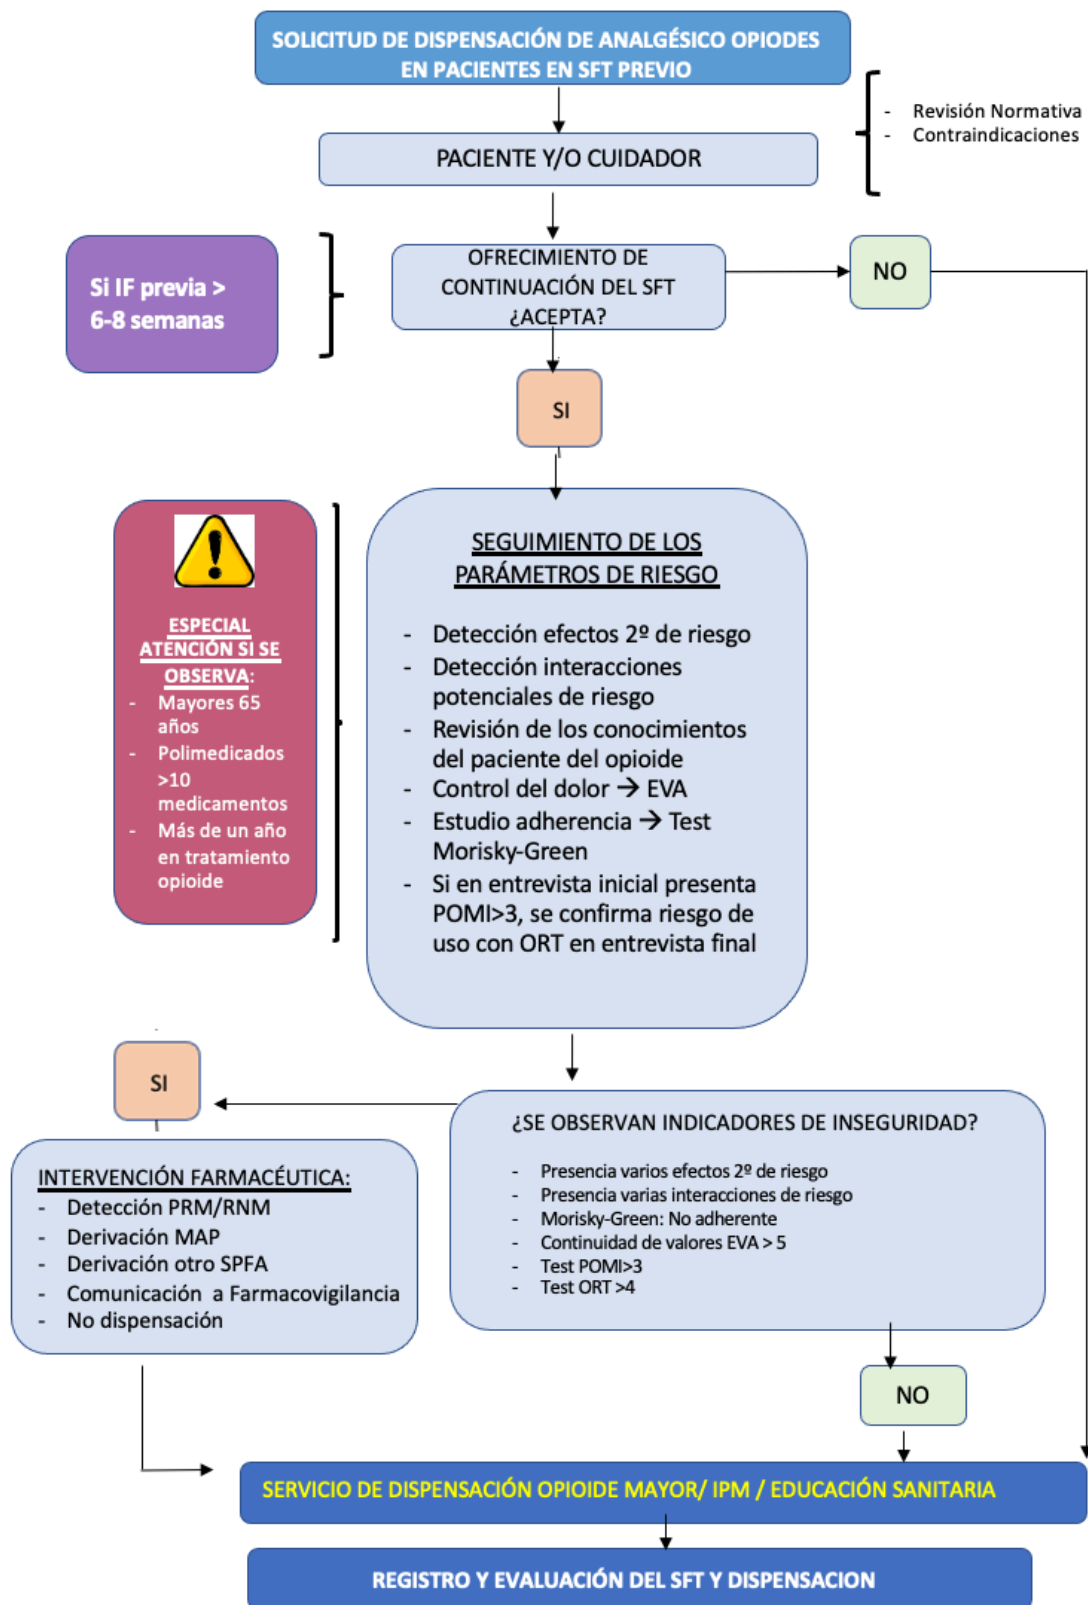 SOLICITUD DE DISPENSACIÓN DE ANALGÉSICO OPIODES
EN PACIENTES EN SFT PREVIO
- Revisión Normativa
- Contraindicaciones
PACIENTE Y/O CUIDADOR
Si IF previa >
6-8 semanas
OFRECIMIENTO DE
CONTINUACIÓN DEL SFT
¿ACEPTA?
NO
SI
ESPECIAL
ATENCIÓN SI SE
OBSERVA:
- Mayores 65
años
- Polimedicados
>10
medicamentos
- Más de un año
en tratamiento
opioide
SEGUIMIENTO DE LOS
PARÁMETROS DE RIESGO
- Detección efectos 2º de riesgo
- Detección interacciones
potenciales de riesgo
- Revisión de los conocimientos
del paciente del opioide
- Control del dolor → EVA
- Estudio adherencia → Test
Morisky-Green
- Si en entrevista inicial presenta
POMI>3, se confirma riesgo de
uso con ORT en entrevista final
SI
¿SE OBSERVAN INDICADORES DE INSEGURIDAD?
- Presencia varios efectos 2º de riesgo
- Presencia varias interacciones de riesgo
- Morisky-Green: No adherente
- Continuidad de valores EVA > 5
- Test POMI>3
- Test ORT >4
INTERVENCIÓN FARMACÉUTICA:
- Detección PRM/RNM
- Derivación MAP
- Derivación otro SPFA
- Comunicación a Farmacovigilancia
- No dispensación
NO
SERVICIO DE DISPENSACIÓN OPIOIDE MAYOR/ IPM / EDUCACIÓN SANITARIA
REGISTRO Y EVALUACIÓN DEL SFT Y DISPENSACION